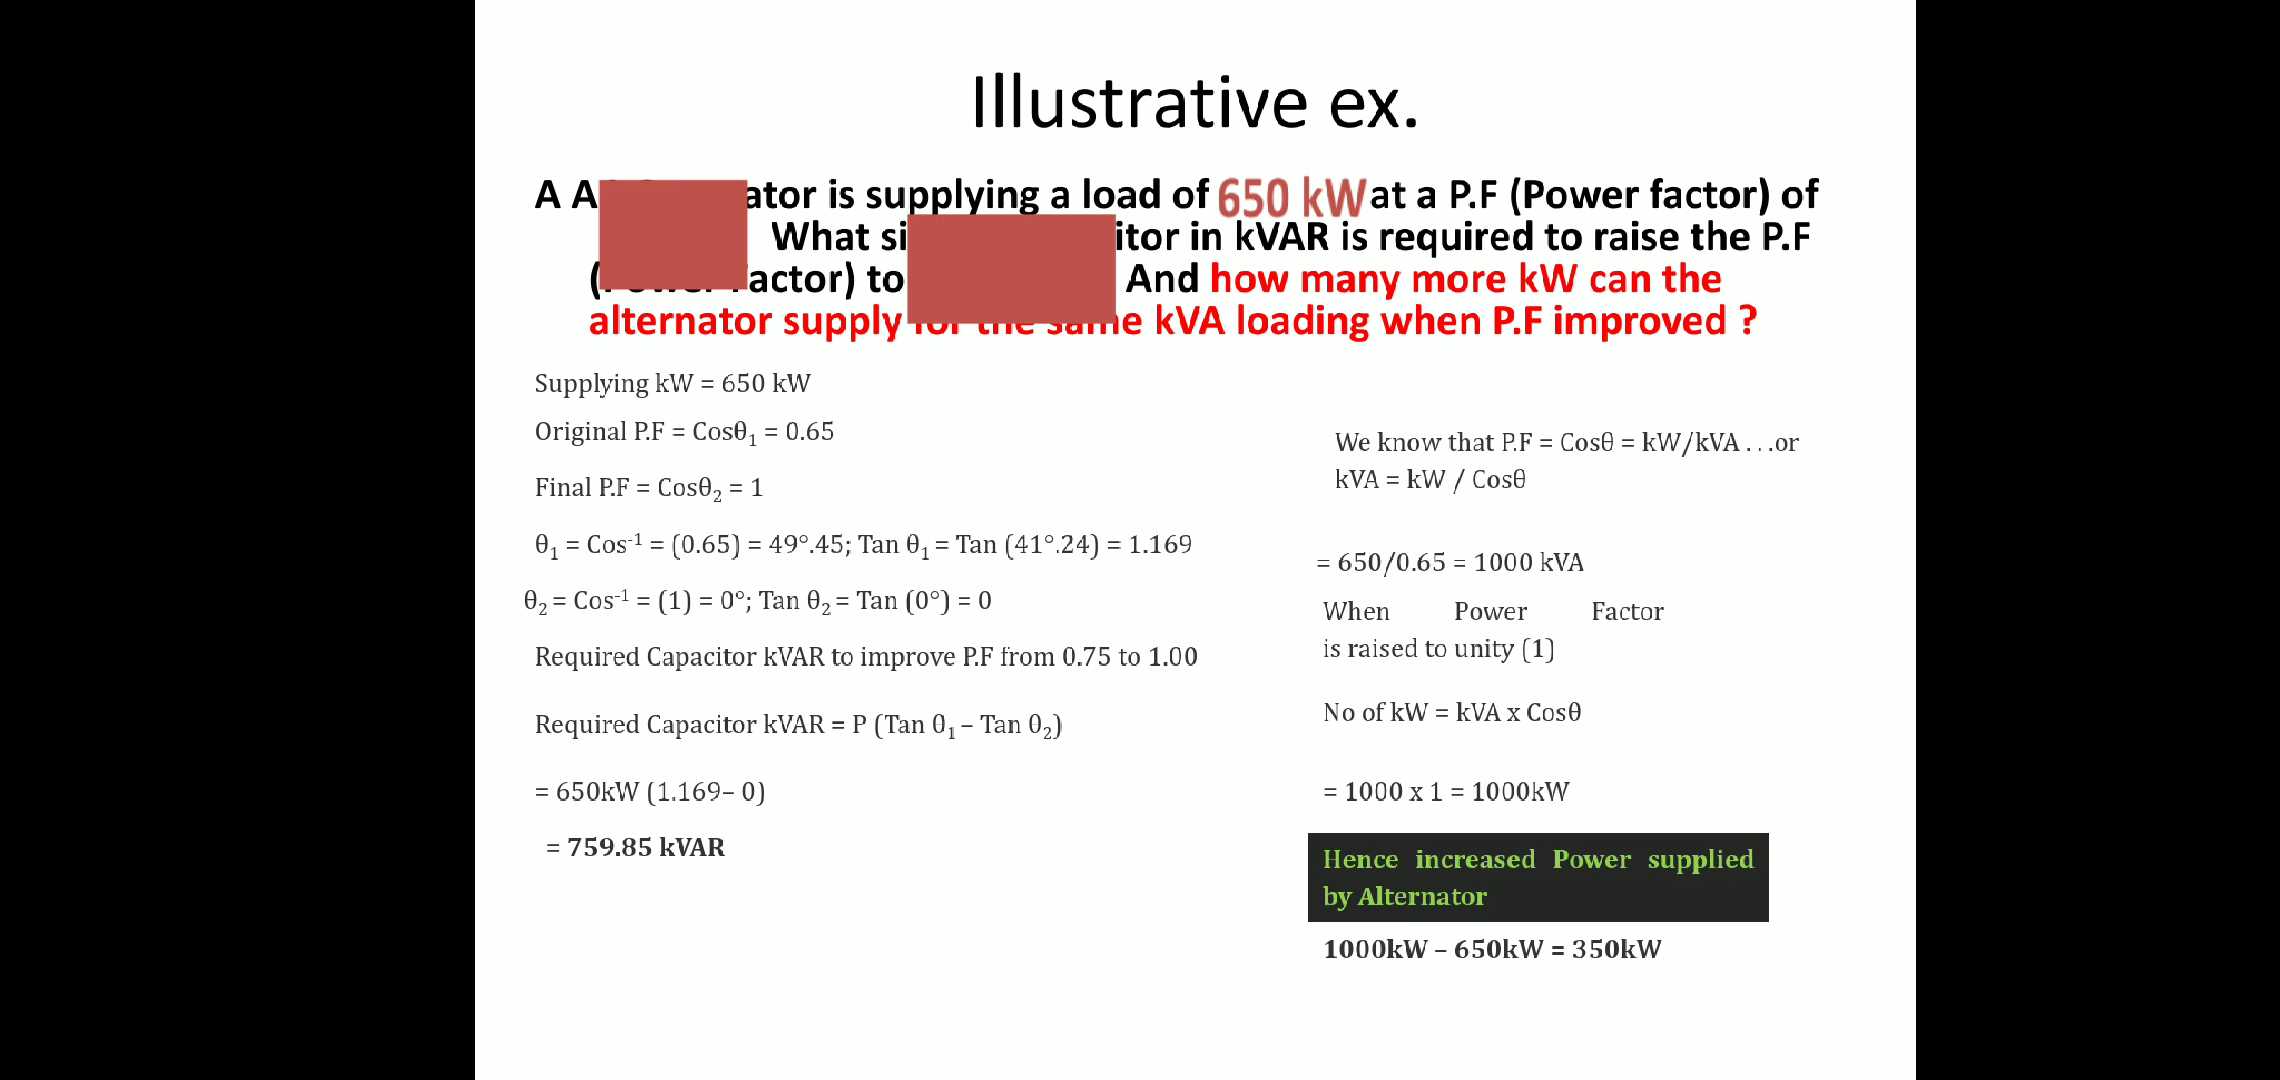 Illustrative ex.
A A ator is supplying a load of 650 kW at a P.F (Power factor) of
What si itor in kVAR is required to raise the P.F
( actor) to And how many more kW can the
alternator supply for the same kVA loading when P.F improved ?
Supplying kW = 650 kW
Original P.F = Cosθ₁ = 0.65
Final P.F = Cosθ₂ = 1
θ₁ = Cos⁻¹ = (0.65) = 49°.45; Tan θ₁ = Tan (41°.24) = 1.169
θ₂ = Cos⁻¹ = (1) = 0°; Tan θ₂ = Tan (0°) = 0
Required Capacitor kVAR to improve P.F from 0.75 to 1.00
Required Capacitor kVAR = P (Tan θ₁ – Tan θ₂)
= 650kW (1.169– 0)
= 759.85 kVAR
We know that P.F = Cosθ = kW/kVA . . .or
kVA = kW / Cosθ
= 650/0.65 = 1000 kVA
When Power Factor
is raised to unity (1)
No of kW = kVA x Cosθ
= 1000 x 1 = 1000kW
Hence increased Power supplied
by Alternator
1000kW – 650kW = 350kW